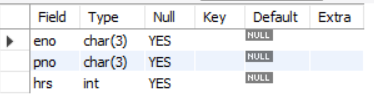 Field Type Null Key Default Extra
eno char(3) YES NULL
pno char(3) YES NULL
hrs int YES NULL